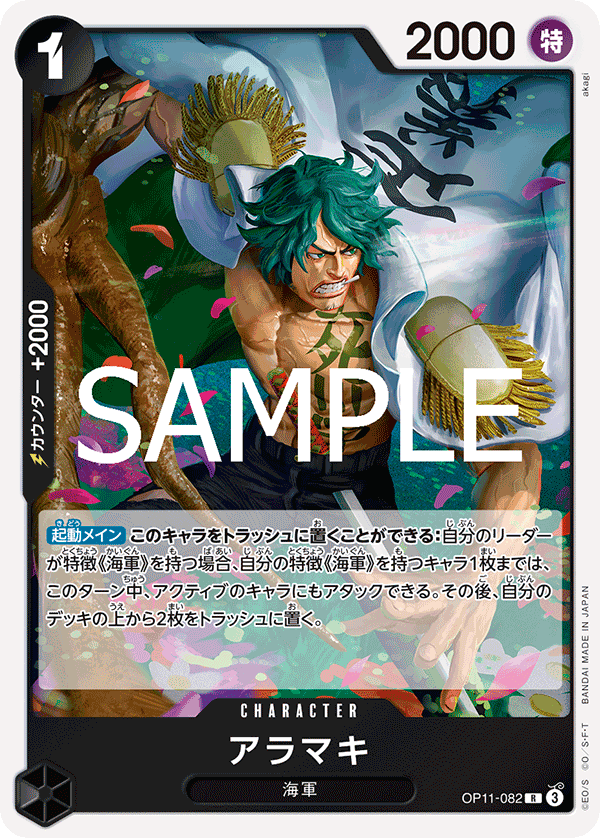 1
2000
特
akagi
カウンター +2000
SAMPLE
起動メイン このキャラをトラッシュに置くことができる:自分のリーダー
が特徴《海軍》を持つ場合、自分の特徴《海軍》を持つキャラ1枚までは、
このターン中、アクティブのキャラにもアタックできる。その後、自分の
デッキの上から2枚をトラッシュに置く。
CHARACTER
アラマキ
海軍
OP11-082 R 3
©E.O/S ©O/S・F・T BANDAI MADE IN JAPAN